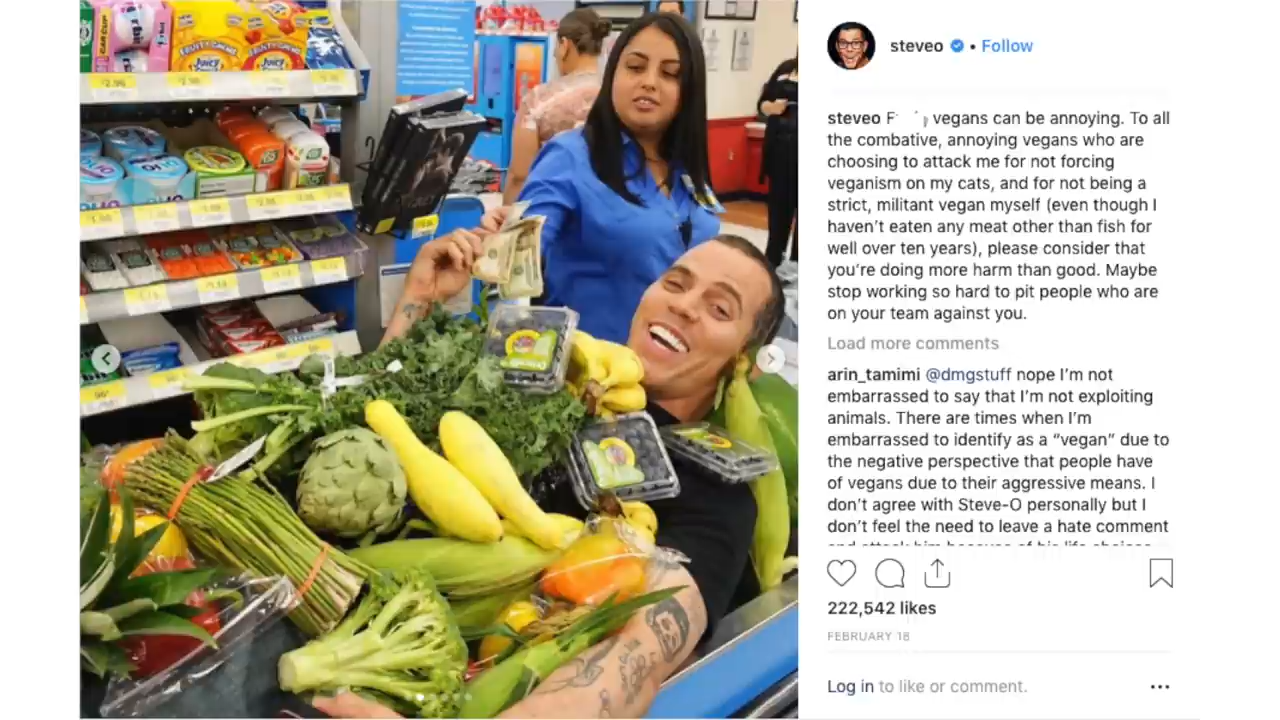 steveo • Follow
steveo F y vegans can be annoying. To all
the combative, annoying vegans who are
choosing to attack me for not forcing
veganism on my cats, and for not being a
strict, militant vegan myself (even though I
haven't eaten any meat other than fish for
well over ten years), please consider that
you're doing more harm than good. Maybe
stop working so hard to pit people who are
on your team against you.
Load more comments
arin_tamimi @dmgstuff nope I'm not
embarrassed to say that I'm not exploiting
animals. There are times when I'm
embarrassed to identify as a “vegan” due to
the negative perspective that people have
of vegans due to their aggressive means. I
don't agree with Steve-O personally but I
don't feel the need to leave a hate comment
222,542 likes
FEBRUARY 18
Log in to like or comment.
FRUITY CHEWS
Juicy
Juicy
CAR CUP